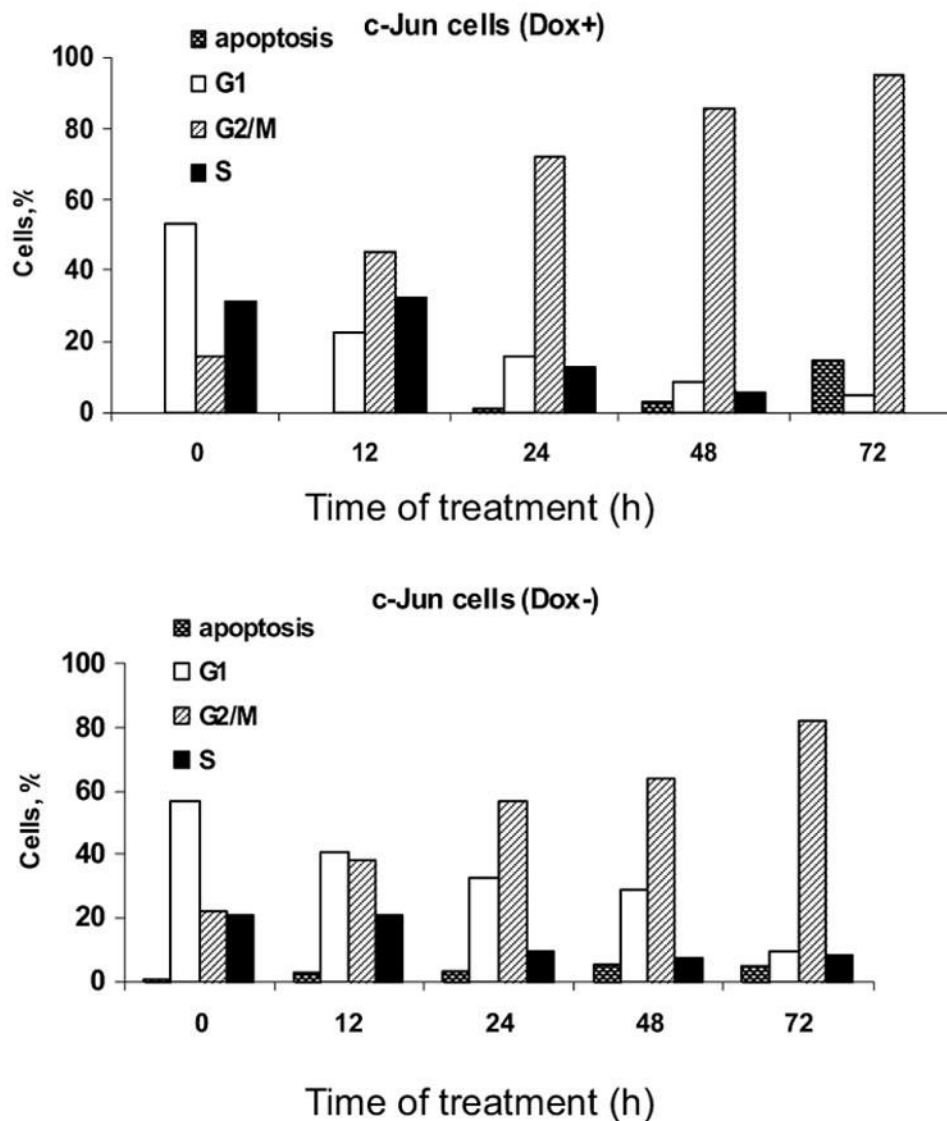 c-Jun cells (Dox+)
apoptosis
G1
G2/M
S
100
80
60
40
20
0
Cells,%
0 12 24 48 72
Time of treatment (h)
c-Jun cells (Dox-)
apoptosis
G1
G2/M
S
100
80
60
40
20
0
Cells, %
0 12 24 48 72
Time of treatment (h)